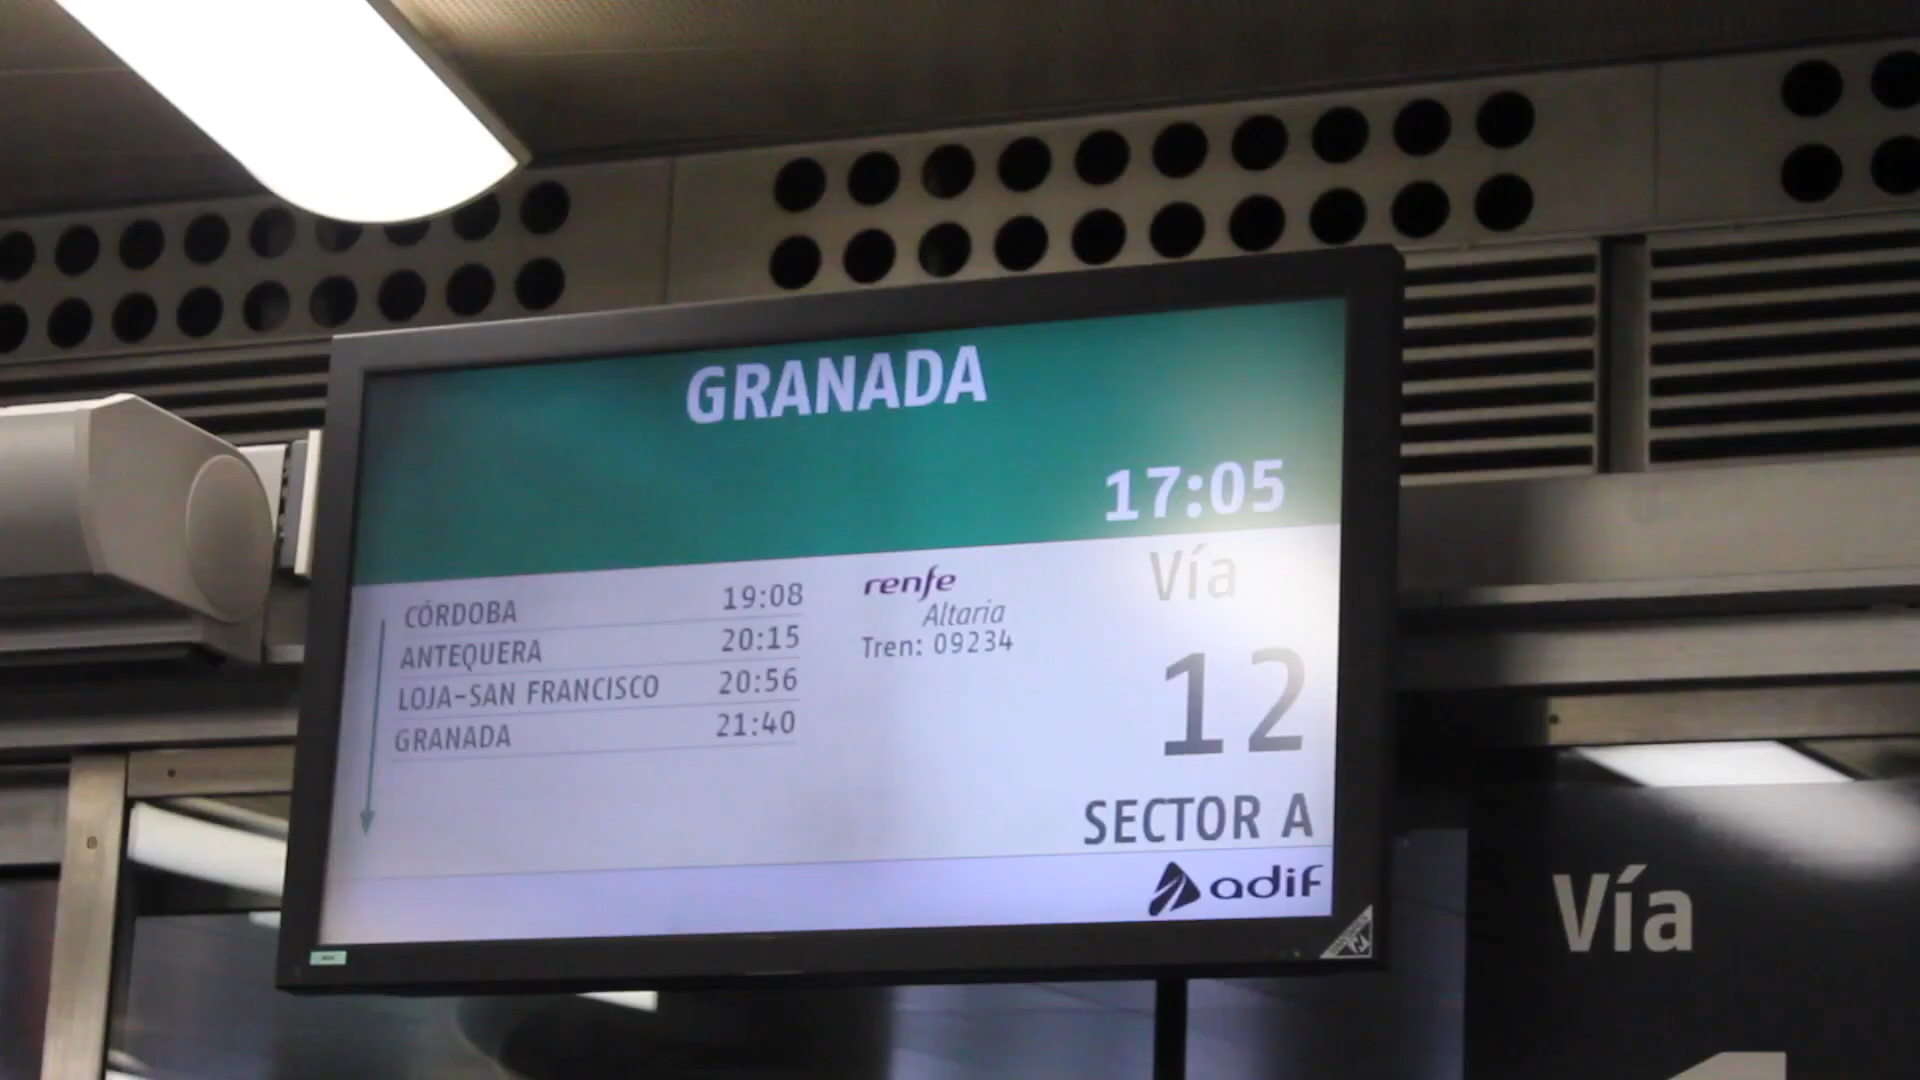 GRANADA
17:05
CÓRDOBA 19:08
ANTEQUERA 20:15
LOJA-SAN FRANCISCO 20:56
GRANADA 21:40
renfe
Altaria
Tren: 09234
Vía
12
SECTOR A
adif
Vía